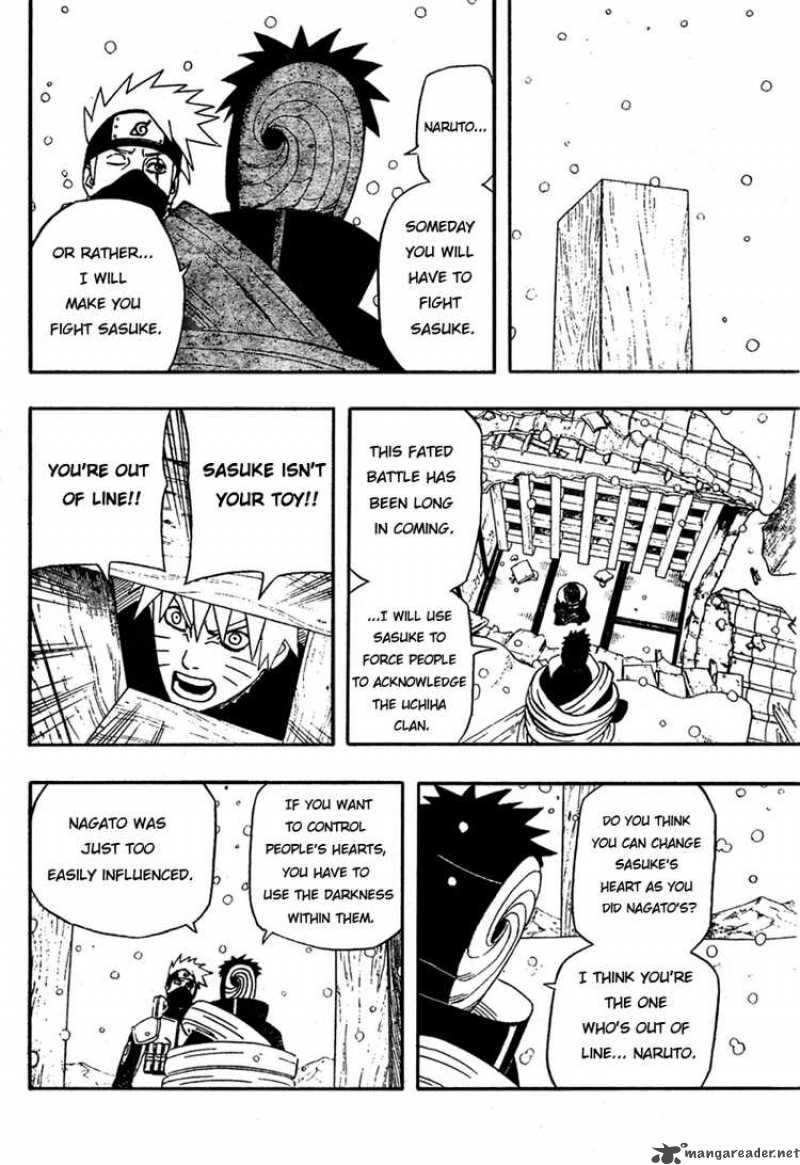 NARUTO...
SOMEDAY
YOU WILL
HAVE TO
FIGHT
SASUKE.
OR RATHER...
I WILL
MAKE YOU
FIGHT SASUKE.
THIS FATED
BATTLE HAS
BEEN LONG
IN COMING.
...I WILL USE
SASUKE TO
FORCE PEOPLE
TO ACKNOWLEDGE
THE UCHIHA
CLAN.
SASUKE ISN'T
YOUR TOY!!
YOU'RE OUT
OF LINE!!
DO YOU THINK
YOU CAN CHANGE
SASUKE'S
HEART AS YOU
DID NAGATO'S?
I THINK YOU'RE
THE ONE
WHO'S OUT OF
LINE... NARUTO.
IF YOU WANT
TO CONTROL
PEOPLE'S HEARTS,
YOU HAVE TO
USE THE DARKNESS
WITHIN THEM.
NAGATO WAS
JUST TOO
EASILY INFLUENCED.
mangareader.net